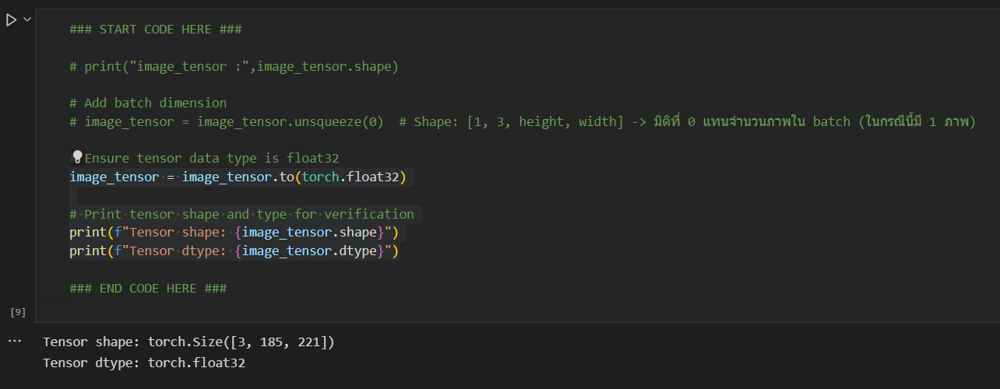 ### START CODE HERE ###
# print("image_tensor :",image_tensor.shape)
# Add batch dimension
# image_tensor = image_tensor.unsqueeze(0)  # Shape: [1, 3, height, width] -> มิติที่ 0 แทนจำนวนภาพใน batch (ในกรณีนี้มี 1 ภาพ)
# Ensure tensor data type is float32
image_tensor = image_tensor.to(torch.float32)
# Print tensor shape and type for verification
print(f"Tensor shape: {image_tensor.shape}")
print(f"Tensor dtype: {image_tensor.dtype}")
### END CODE HERE ###
[9]
Tensor shape: torch.Size([3, 185, 221])
Tensor dtype: torch.float32